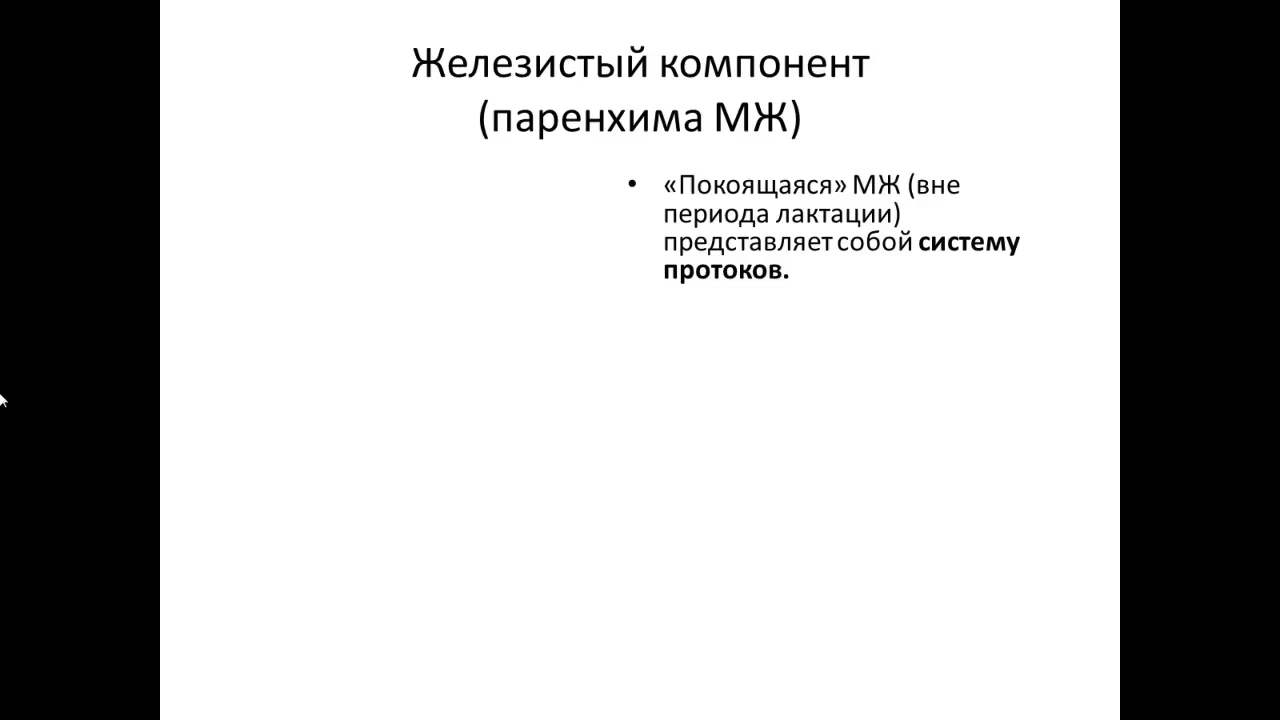 Железистый компонент
(паренхима МЖ)
• «Покоящаяся» МЖ (вне
периода лактации)
представляет собой систему
протоков.